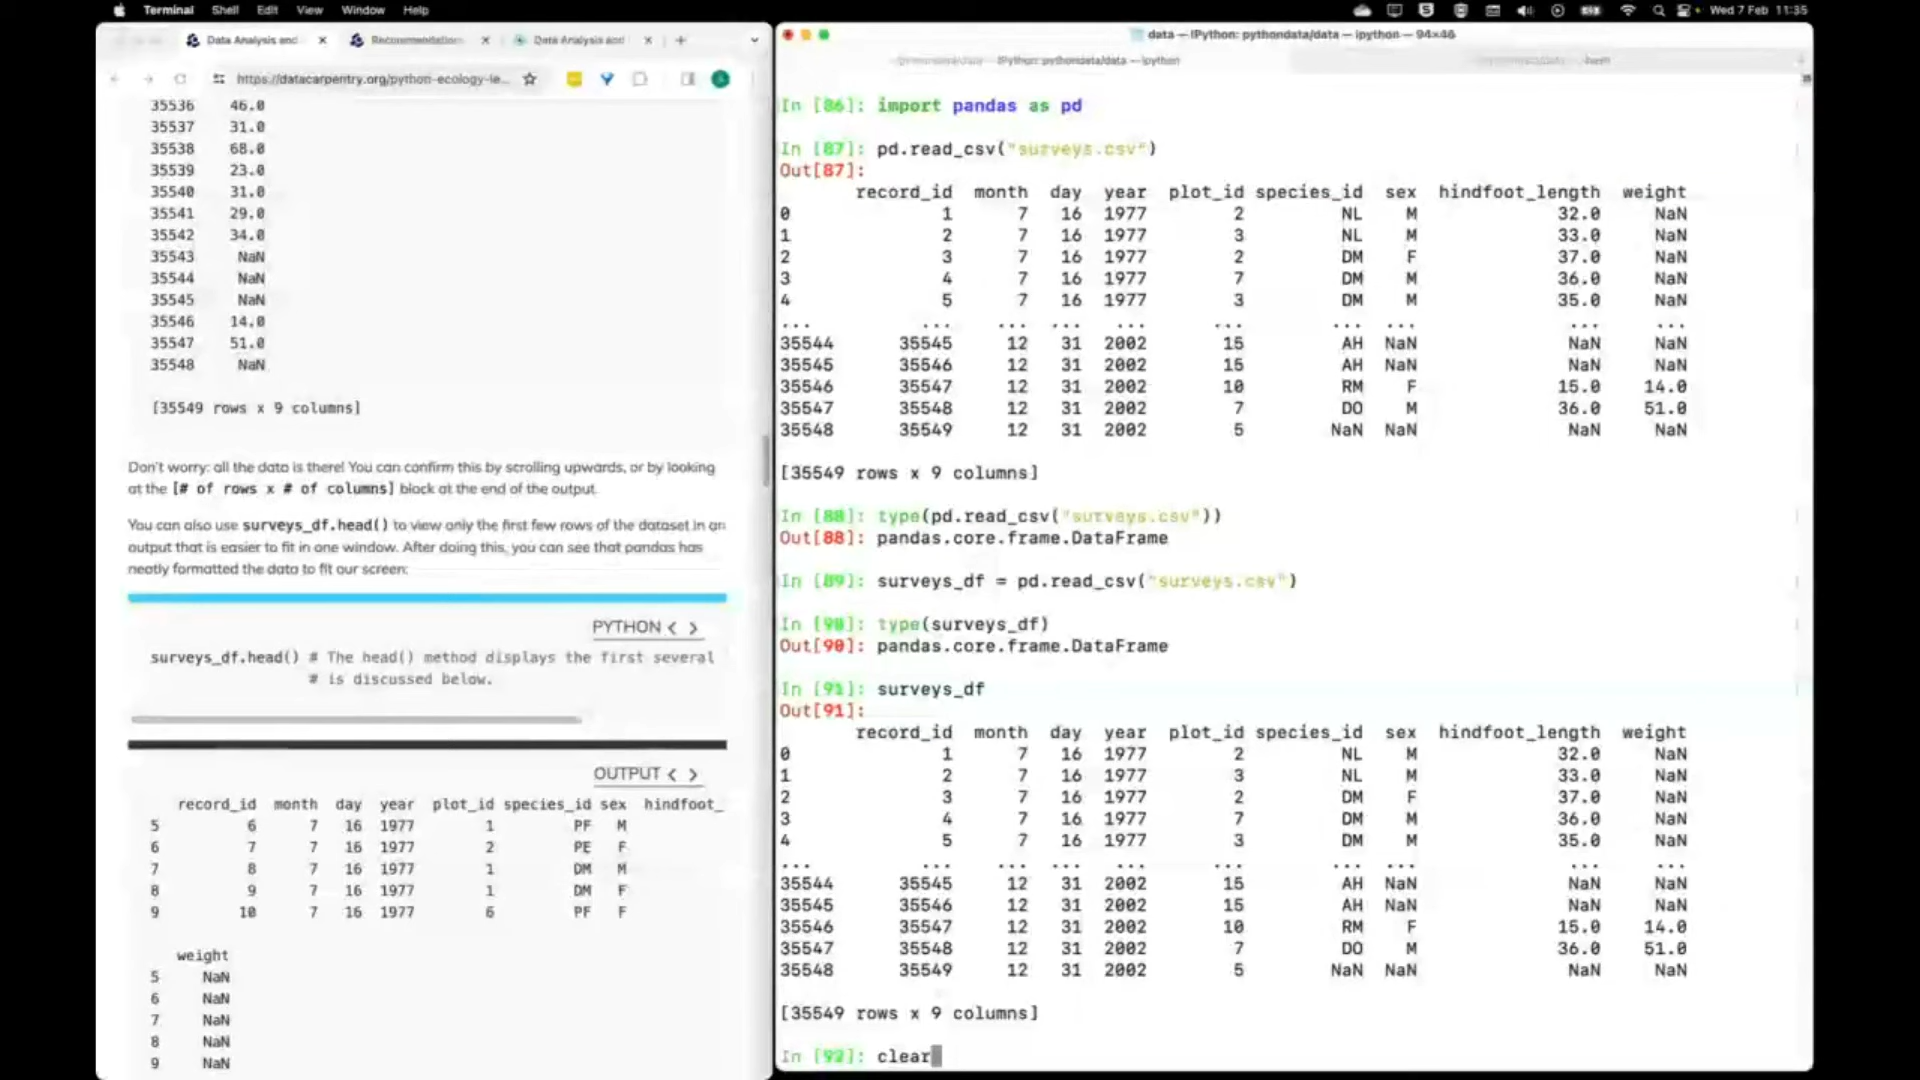 Terminal Shell Edit View Window Help
Wed 7 Feb 11:35
Data Analysis and
Recommendation
Data Analysis and
https://datacarpentry.org/python-ecology-le...
35536 46.0
35537 31.0
35538 68.0
35539 23.0
35540 31.0
35541 29.0
35542 34.0
35543 NaN
35544 NaN
35545 NaN
35546 14.0
35547 51.0
35548 NaN
[35549 rows x 9 columns]
Don't worry: all the data is there! You can confirm this by scrolling upwards, or by looking
at the [# of rows x # of columns] block at the end of the output.
You can also use surveys_df.head() to view only the first few rows of the dataset in an
output that is easier to fit in one window. After doing this, you can see that pandas has
neatly formatted the data to fit our screen:
PYTHON < >
surveys_df.head() # The head() method displays the first several
# is discussed below.
OUTPUT < >
record_id month day year plot_id species_id sex hindfoot_
5 6 7 16 1977 1 PF M
6 7 7 16 1977 2 PE F
7 8 7 16 1977 1 DM M
8 9 7 16 1977 1 DM F
9 10 7 16 1977 6 PF F
weight
5 NaN
6 NaN
7 NaN
8 NaN
9 NaN
data — IPython: pythondata/data — ipython — 94×46
IPython: pythondata/data — ipython
In [86]: import pandas as pd
In [87]: pd.read_csv("surveys.csv")
Out[87]:
record_id month day year plot_id species_id sex hindfoot_length weight
0 1 7 16 1977 2 NL M 32.0 NaN
1 2 7 16 1977 3 NL M 33.0 NaN
2 3 7 16 1977 2 DM F 37.0 NaN
3 4 7 16 1977 7 DM M 36.0 NaN
4 5 7 16 1977 3 DM M 35.0 NaN
... ... ... ... ... ... ... ... ... ...
35544 35545 12 31 2002 15 AH NaN NaN NaN
35545 35546 12 31 2002 15 AH NaN NaN NaN
35546 35547 12 31 2002 10 RM F 15.0 14.0
35547 35548 12 31 2002 7 DO M 36.0 51.0
35548 35549 12 31 2002 5 NaN NaN NaN NaN
[35549 rows x 9 columns]
In [88]: type(pd.read_csv("surveys.csv"))
Out[88]: pandas.core.frame.DataFrame
In [89]: surveys_df = pd.read_csv("surveys.csv")
In [90]: type(surveys_df)
Out[90]: pandas.core.frame.DataFrame
In [91]: surveys_df
Out[91]:
record_id month day year plot_id species_id sex hindfoot_length weight
0 1 7 16 1977 2 NL M 32.0 NaN
1 2 7 16 1977 3 NL M 33.0 NaN
2 3 7 16 1977 2 DM F 37.0 NaN
3 4 7 16 1977 7 DM M 36.0 NaN
4 5 7 16 1977 3 DM M 35.0 NaN
... ... ... ... ... ... ... ... ... ...
35544 35545 12 31 2002 15 AH NaN NaN NaN
35545 35546 12 31 2002 15 AH NaN NaN NaN
35546 35547 12 31 2002 10 RM F 15.0 14.0
35547 35548 12 31 2002 7 DO M 36.0 51.0
35548 35549 12 31 2002 5 NaN NaN NaN NaN
[35549 rows x 9 columns]
In [92]: clear